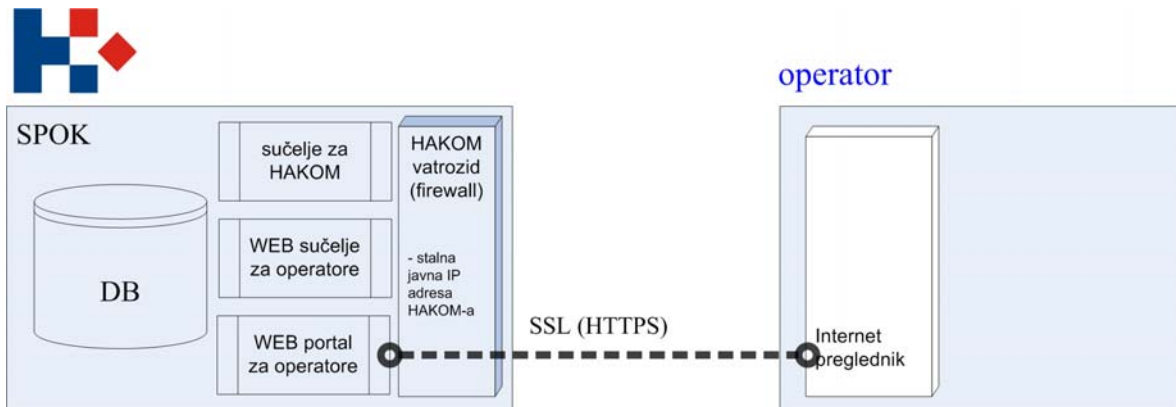 operator
SPOK
sučelje za
HAKOM
HAKOM
vatrozid
(firewall)
WEB sučelje
za operatore
- stalna
javna IP
adresa
HAKOM-a
DB
WEB portal
za operatore
SSL (HTTPS)
Internet
preglednik